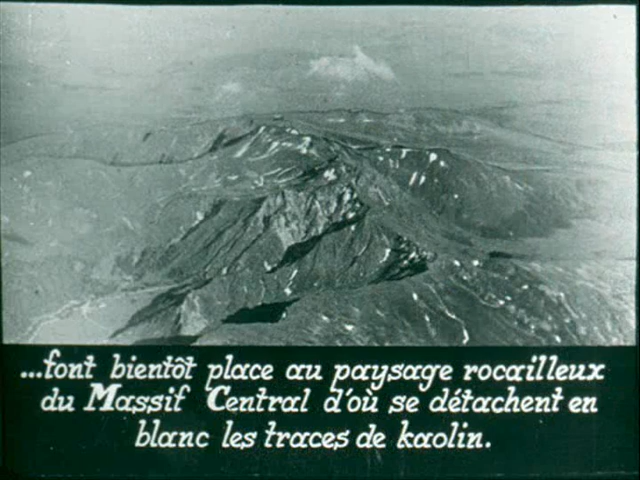 ...font bientôt place au paysage rocailleux
du Massif Central d'où se détachent en
blanc les traces de kaolin.